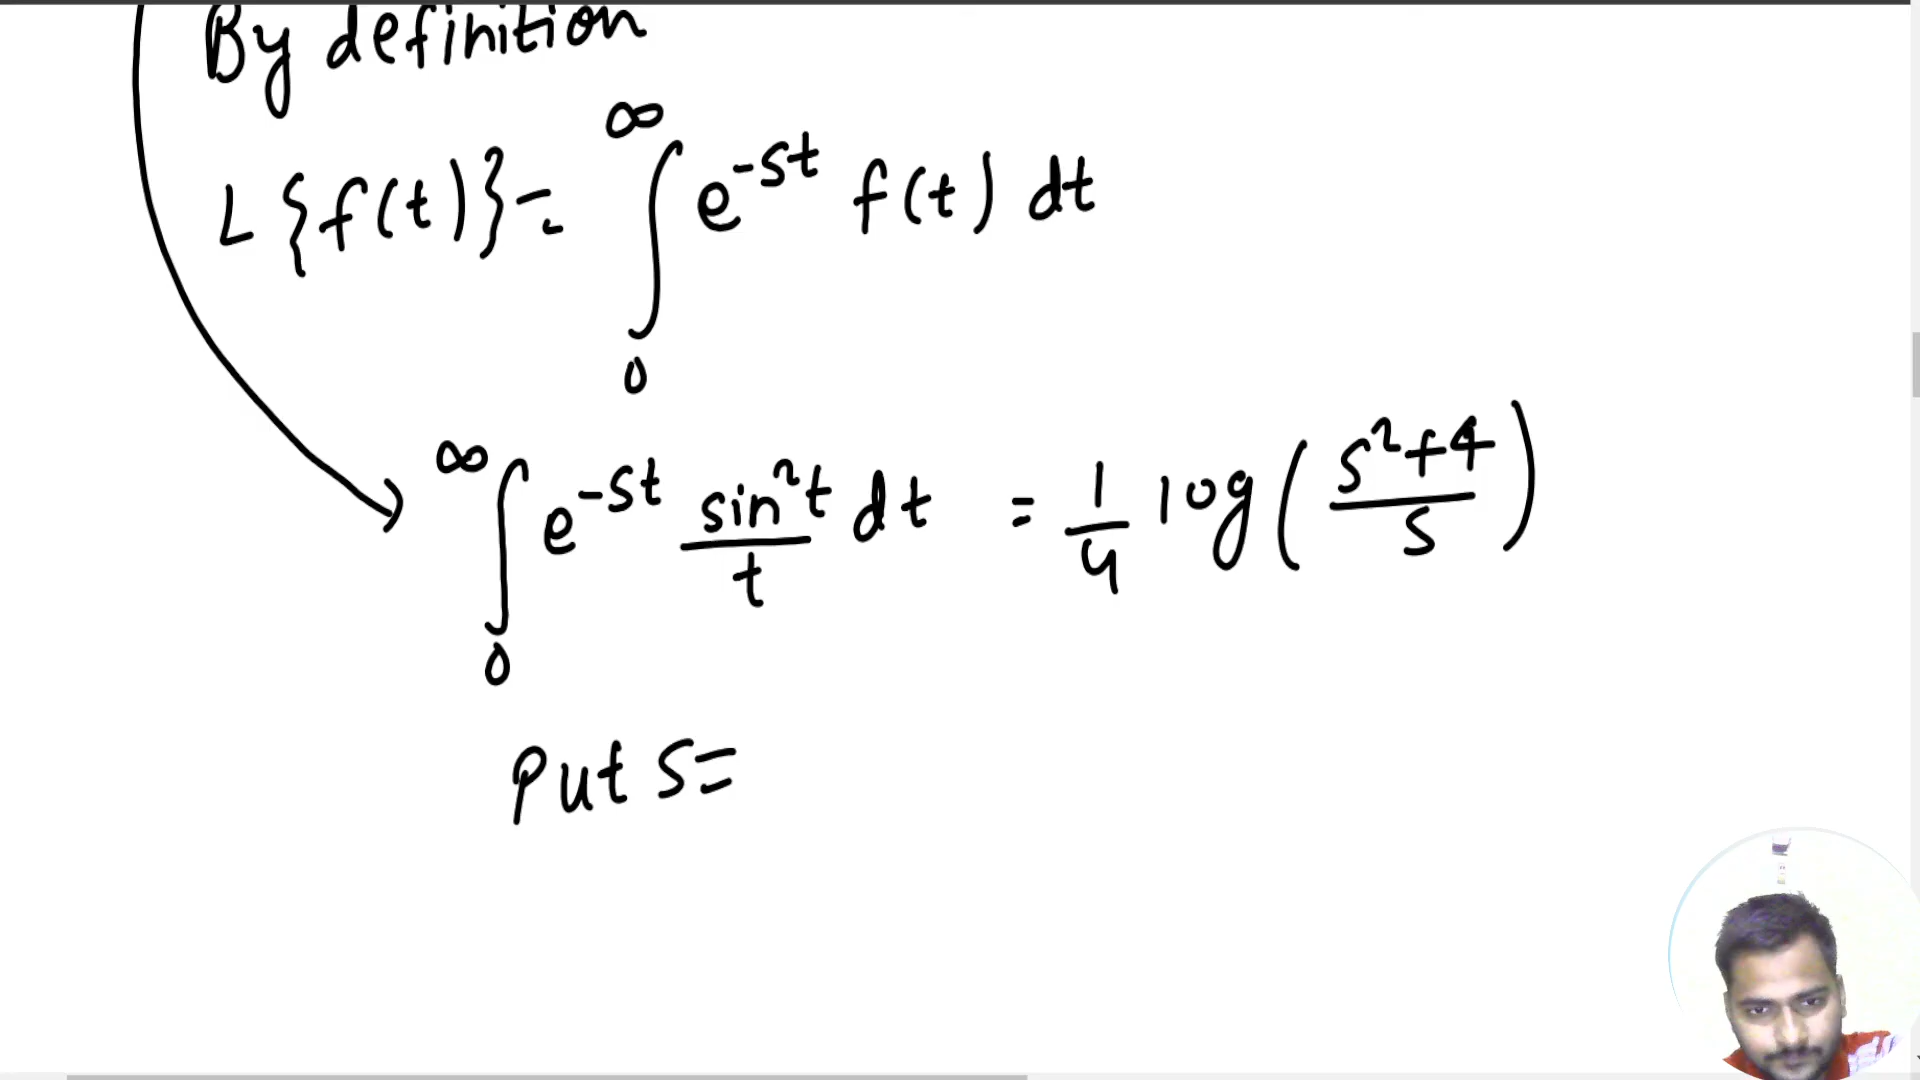 By definition
L{f(t)} = ∫₀^∞ e^-st f(t) dt
∫₀^∞ e^-st sin²t/t dt = 1/4 log(s²+4/s)
Put s=